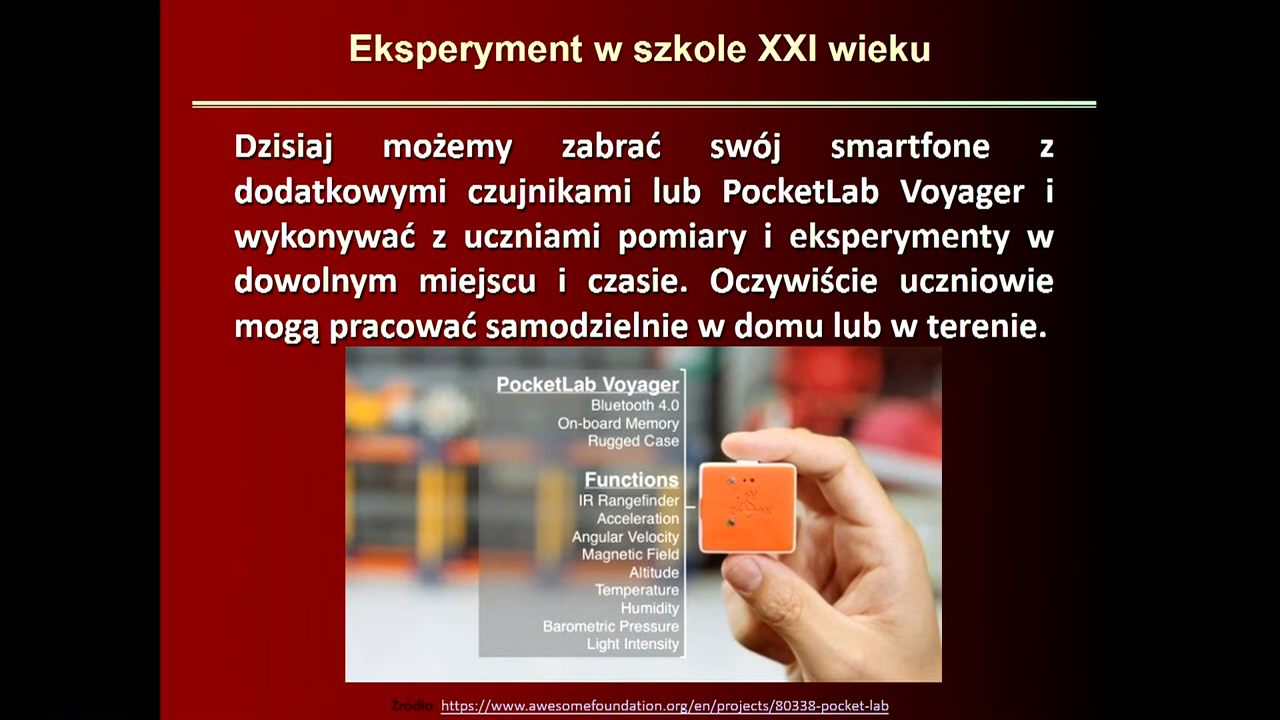 Eksperyment w szkole XXI wieku
Dzisiaj możemy zabrać swój smartfone z
dodatkowymi czujnikami lub PocketLab Voyager i
wykonywać z uczniami pomiary i eksperymenty w
dowolnym miejscu i czasie. Oczywiście uczniowie
mogą pracować samodzielnie w domu lub w terenie.
PocketLab Voyager
Bluetooth 4.0
On-board Memory
Rugged Case
Functions
IR Rangefinder
Acceleration
Angular Velocity
Magnetic Field
Altitude
Temperature
Humidity
Barometric Pressure
Light Intensity
Źródło: https://www.awesomefoundation.org/en/projects/80338-pocket-lab